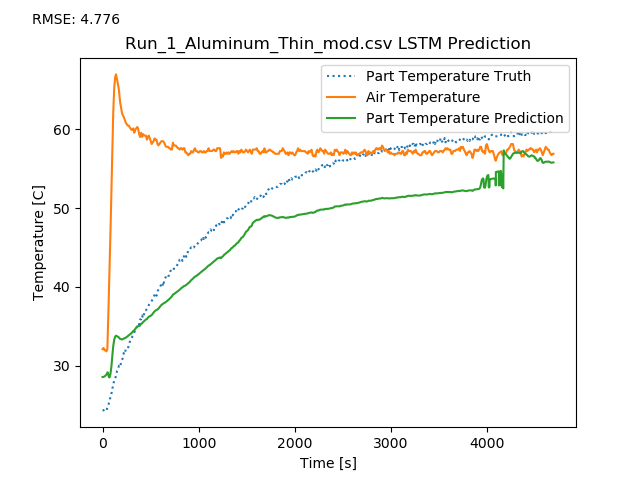 RMSE: 4.776
Run_1_Aluminum_Thin_mod.csv LSTM Prediction
Part Temperature Truth
Air Temperature
Part Temperature Prediction
60
50
40
30
Temperature [C]
0 1000 2000 3000 4000
Time [s]